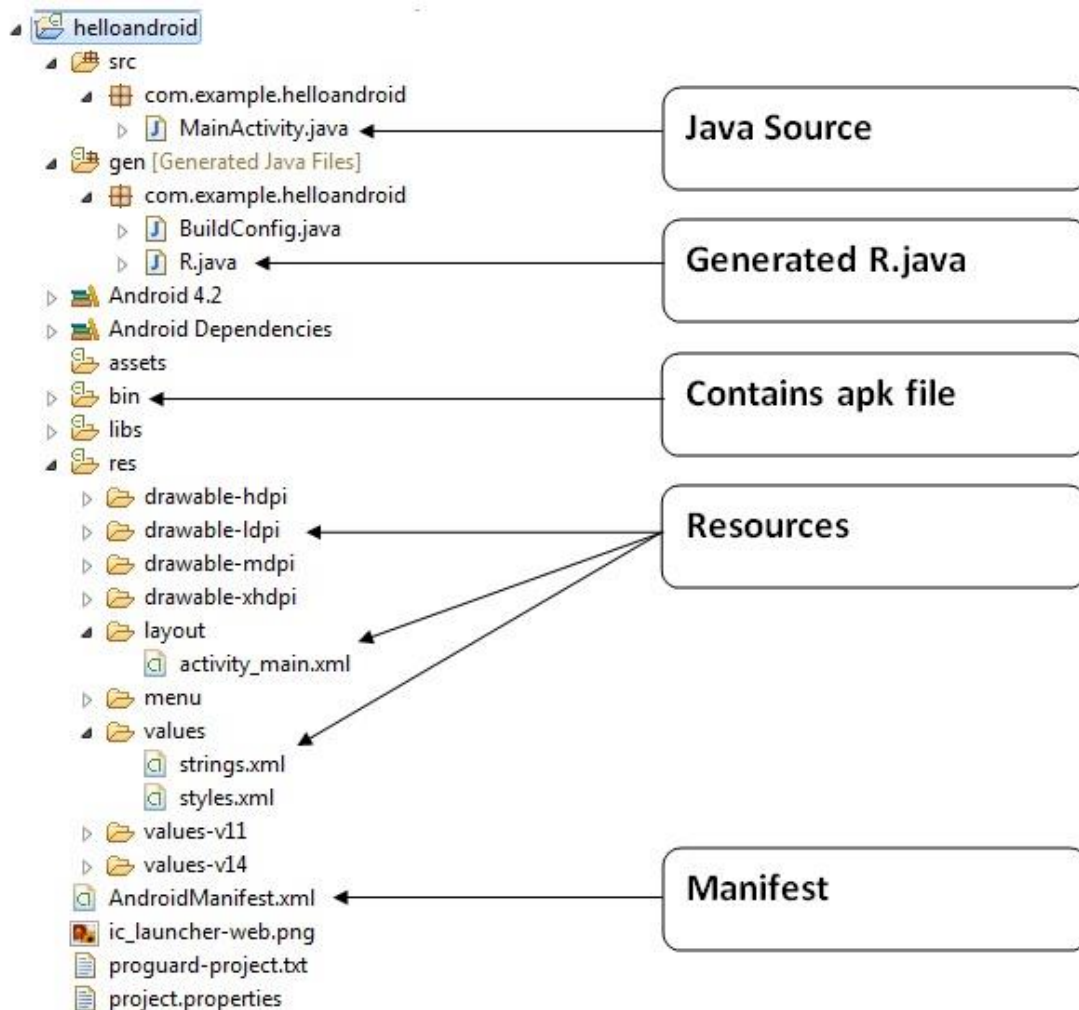 helloandroid
src
com.example.helloandroid
MainActivity.java
Java Source
gen [Generated Java Files]
com.example.helloandroid
BuildConfig.java
R.java
Generated R.java
Android 4.2
Android Dependencies
assets
bin
Contains apk file
libs
res
drawable-hdpi
drawable-ldpi
Resources
drawable-mdpi
drawable-xhdpi
layout
activity_main.xml
menu
values
strings.xml
styles.xml
values-v11
values-v14
AndroidManifest.xml
Manifest
ic_launcher-web.png
proguard-project.txt
project.properties